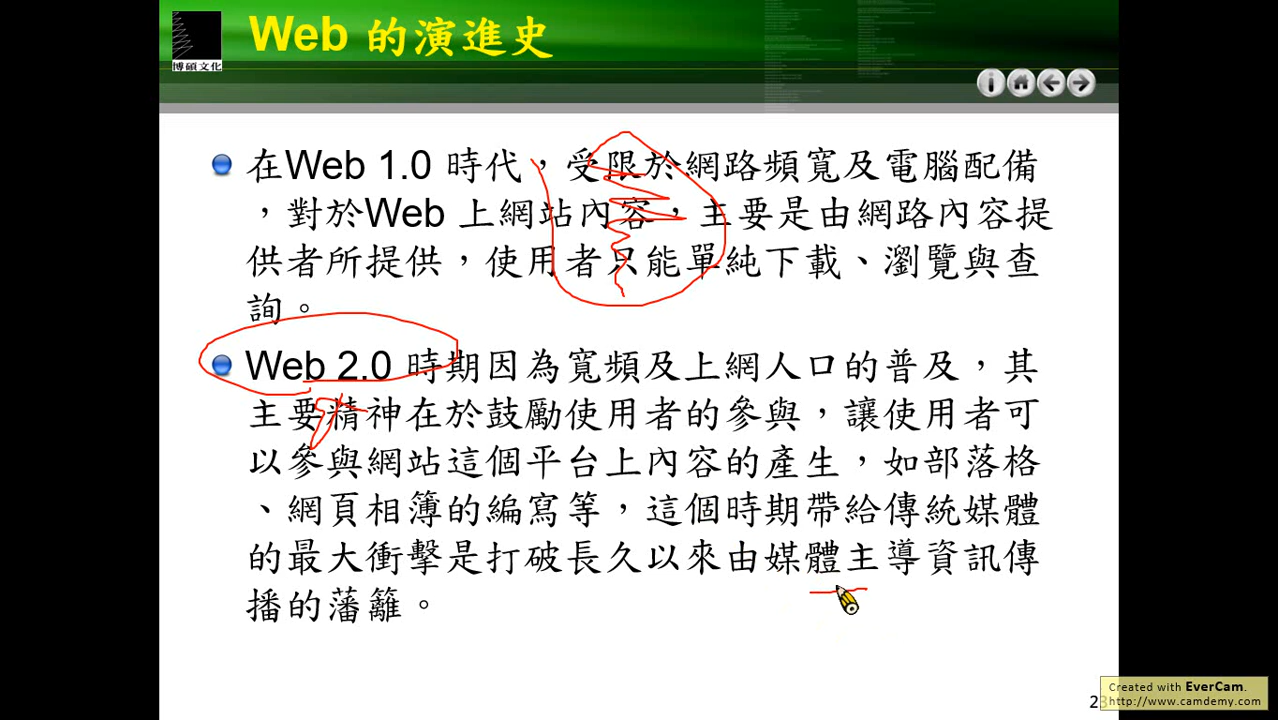 Web 的演進史
博碩文化
在Web 1.0 時代，受限於網路頻寬及電腦配備
，對於Web 上網站內容，主要是由網路內容提
供者所提供，使用者只能單純下載、瀏覽與查
詢。
Web 2.0 時期因為寬頻及上網人口的普及，其
主要精神在於鼓勵使用者的參與，讓使用者可
以參與網站這個平台上內容的產生，如部落格
、網頁相簿的編寫等，這個時期帶給傳統媒體
的最大衝擊是打破長久以來由媒體主導資訊傳
播的藩籬。
Created with EverCam.
http://www.camdemy.com